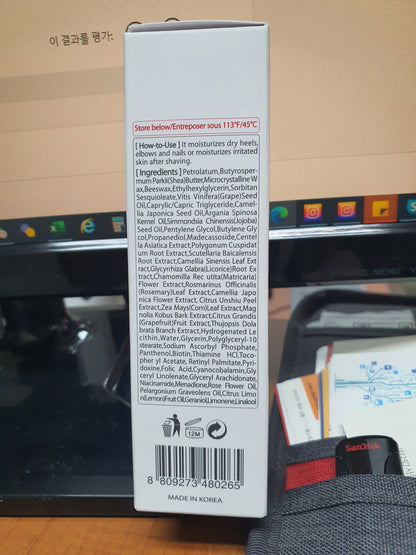 이 결과를 평가:
Store below/Entreposer sous 113°F/45°C
[ How-to-Use ] It moisturizes dry heels,
elbows and nails or moisturizes irritated
skin after shaving.
[ Ingredients ] Petrolatum,Butyrosper-
mum Parkii(Shea)Butter,Microcrystalline W
ax,Beeswax,Ethylhexylglycerin,Sorbitan
Sesquioleate,Vitis Vinifera(Grape)Seed
Oil,Caprylic/Capric Triglyceride,Camel-
lia Japonica Seed Oil,Argania Spinosa
Kernel Oil,Simmondsia Chinensis(Jojoba)
Seed Oil,Pentylene Glycol,Butylene Gly
col,Propanediol,Madecassoside,Centel
la Asiatica Extract,Polygonum Cuspidat
um Root Extract,Scutellaria Baicalensis
Root Extract,Camellia Sinensis Leaf Ext
ract,Glycyrrhiza Glabra(Licorice)Root Ex
tract,Chamomilla Rec utita(Matricaria)
Flower Extract,Rosmarinus Officinalis
(Rosemary)Leaf Extract,Camellia Japo
nica Flower Extract, Citrus Unshiu Peel
Extract,Zea Mays(Corn)Leaf Extract,Mag
nolia Kobus Bark Extract,Citrus Grandis
(Grapefruit)Fruit Extract,Thujopsis Dola
brata Branch Extract,Hydrogenated Le
cithin,Water,Glycerin,Polyglyceryl-10
stearate,Sodium Ascorbyl Phosphate,
Panthenol,Biotin,Thiamine HCl,Toco-
pher yl Acetate, Retinyl Palmitate,Pyri-
doxine,Folic Acid,Cyanocobalamin,Gly
ceryl Linolenate,Glyceryl Arachidonate,
Niacinamide,Menadione,Rose Flower Oil,
Pelargonium Graveolens Oil,Citrus Limo
n(Lemon)Fruit Oil,Geraniol,Limonene,Linalool
12M
8 809273 480265
MADE IN KOREA
MENU
SanDisk